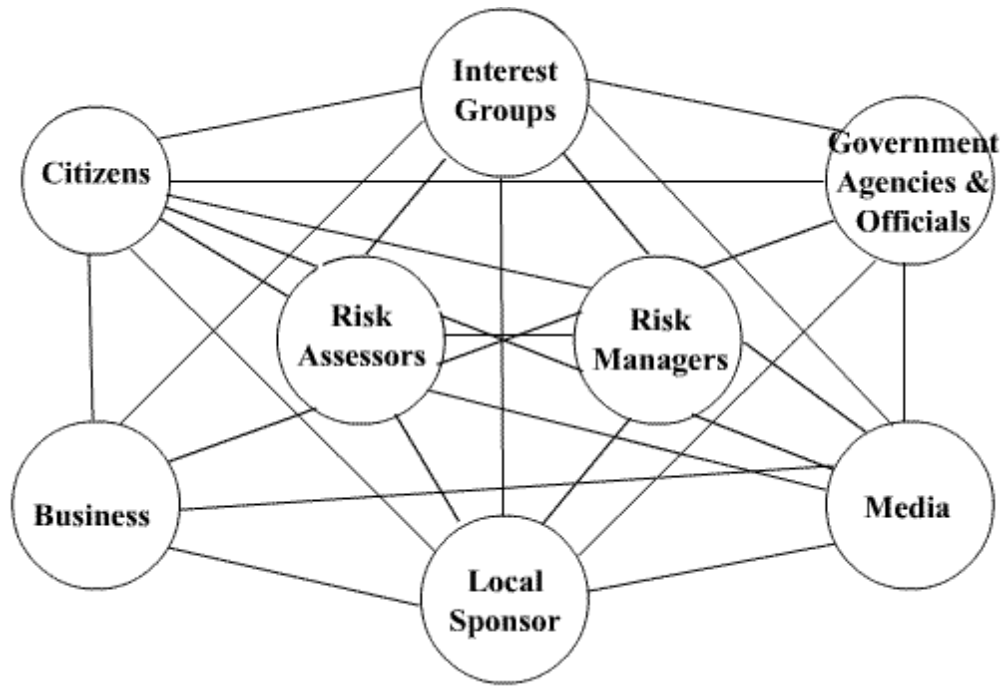 Interest
Groups
Citizens
Government
Agencies &
Officials
Risk
Assessors
Risk
Managers
Business
Media
Local
Sponsor